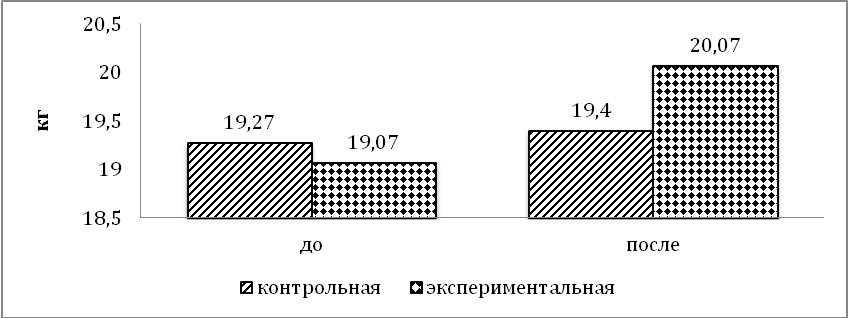 20,5
20
19,5
19
18,5
кг
19,27
19,07
19,4
20,07
до
после
контрольная
экспериментальная